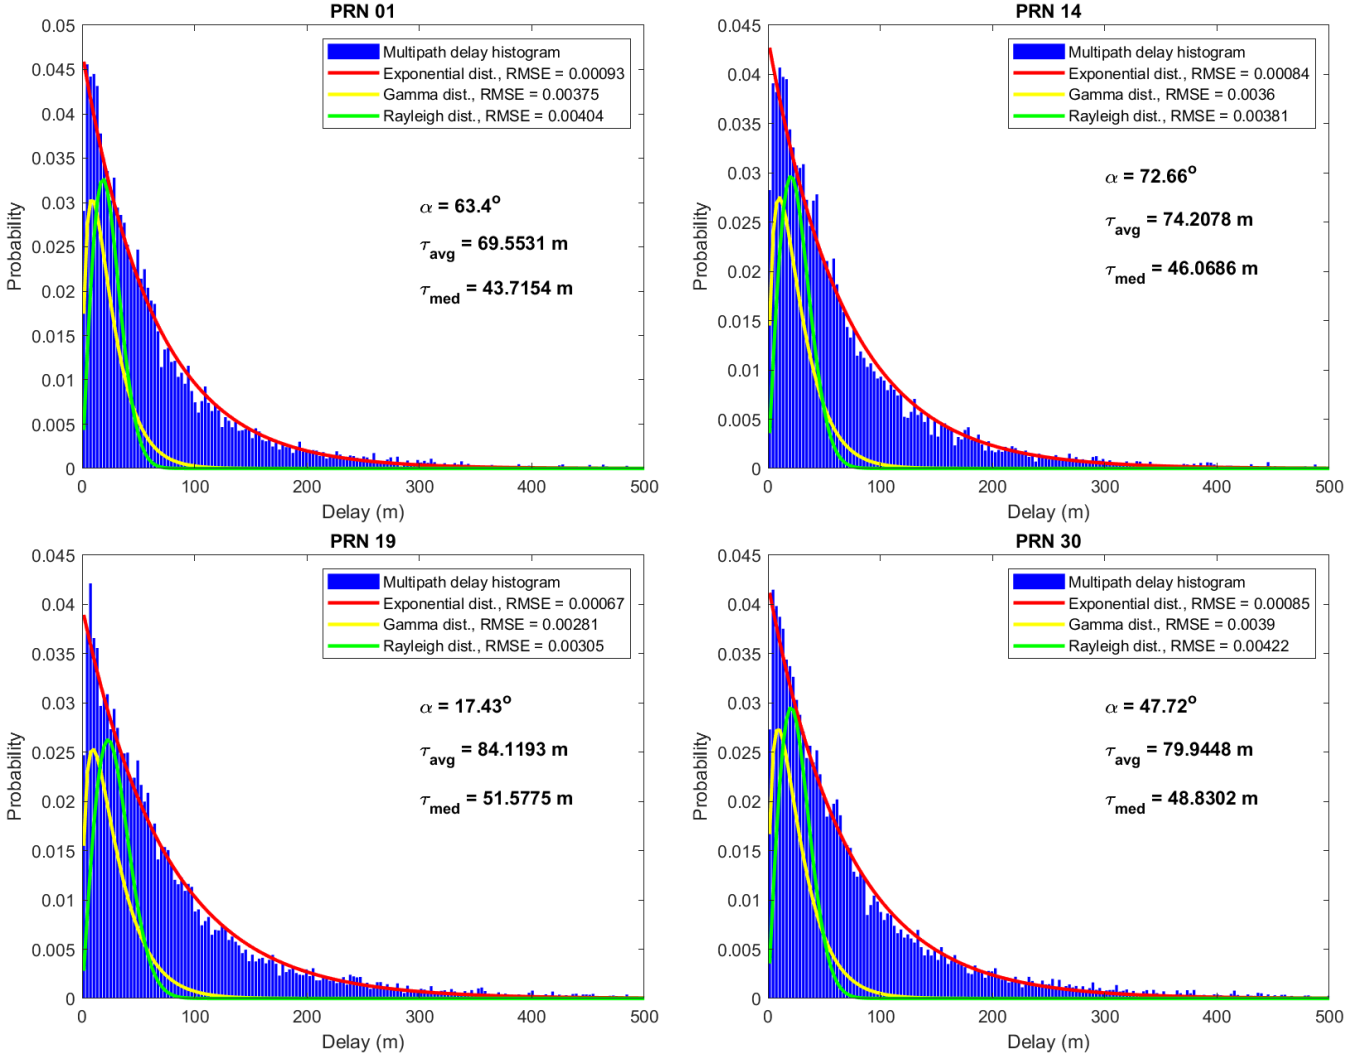 PRN 01
0.05
0.045
0.04
0.035
0.03
0.025
0.02
0.015
0.01
0.005
0
Probability
Multipath delay histogram
Exponential dist., RMSE = 0.00093
Gamma dist., RMSE = 0.00375
Rayleigh dist., RMSE = 0.00404
α = 63.4°
τavg = 69.5531 m
τmed = 43.7154 m
0 100 200 300 400 500
Delay (m)
PRN 14
0.045
0.04
0.035
0.03
0.025
0.02
0.015
0.01
0.005
0
Probability
Multipath delay histogram
Exponential dist., RMSE = 0.00084
Gamma dist., RMSE = 0.0036
Rayleigh dist., RMSE = 0.00381
α = 72.66°
τavg = 74.2078 m
τmed = 46.0686 m
0 100 200 300 400 500
Delay (m)
PRN 19
0.045
0.04
0.035
0.03
0.025
0.02
0.015
0.01
0.005
0
Probability
Multipath delay histogram
Exponential dist., RMSE = 0.00067
Gamma dist., RMSE = 0.00281
Rayleigh dist., RMSE = 0.00305
α = 17.43°
τavg = 84.1193 m
τmed = 51.5775 m
0 100 200 300 400 500
Delay (m)
PRN 30
0.045
0.04
0.035
0.03
0.025
0.02
0.015
0.01
0.005
0
Probability
Multipath delay histogram
Exponential dist., RMSE = 0.00085
Gamma dist., RMSE = 0.0039
Rayleigh dist., RMSE = 0.00422
α = 47.72°
τavg = 79.9448 m
τmed = 48.8302 m
0 100 200 300 400 500
Delay (m)